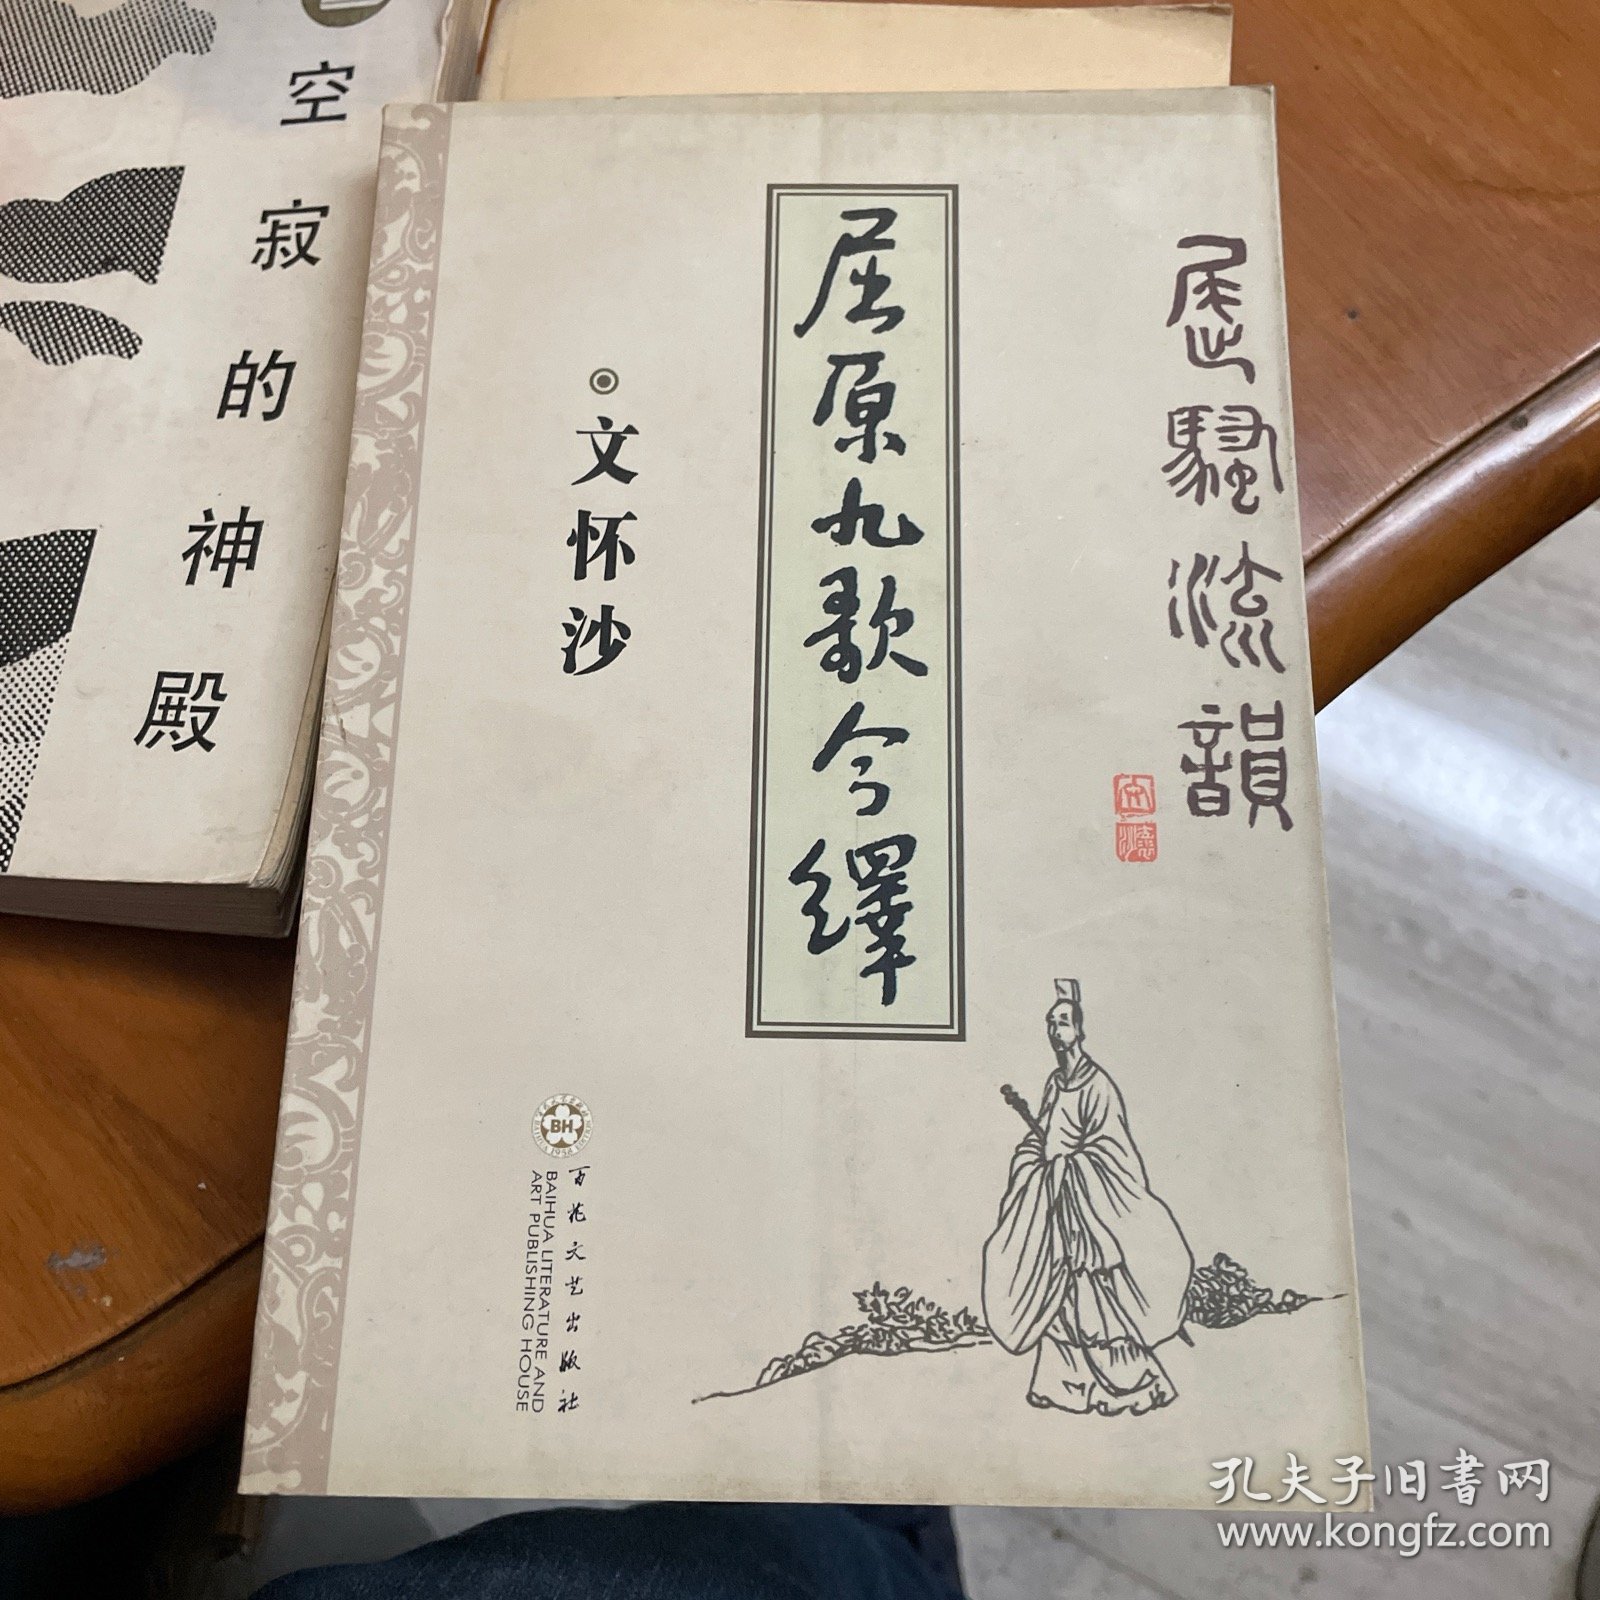 空寂的神殿
屈骚流韵
屈原九歌今绎
文怀沙
BH
1958
百花文艺出版社
BAIHUA LITERATURE AND
ART PUBLISHING HOUSE
孔夫子旧书网
www.kongfz.com